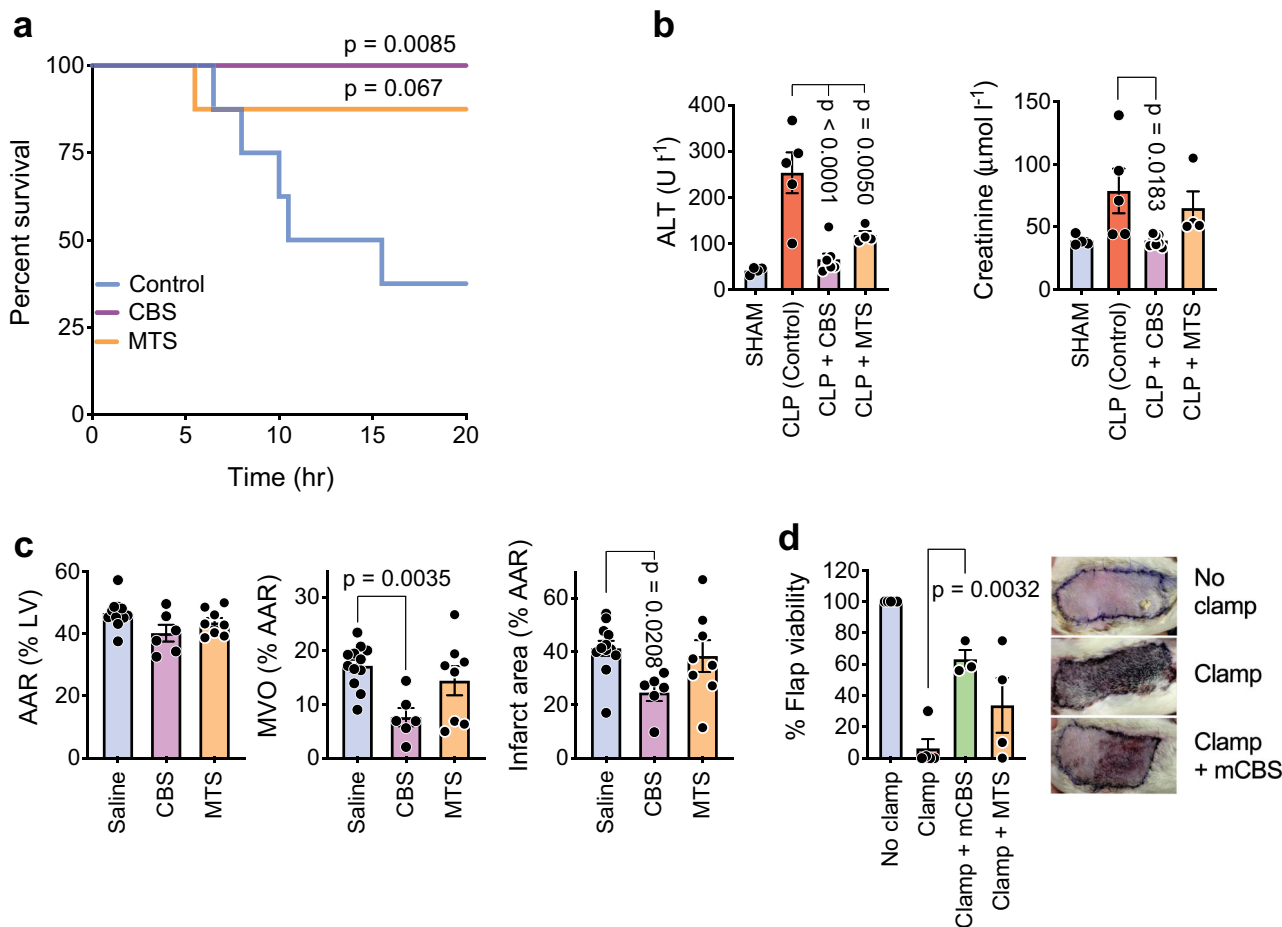 a
p = 0.0085
p = 0.067
100
75
50
25
0
Percent survival
Control
CBS
MTS
0 5 10 15 20
Time (hr)
b
ALT (U l-1)
400
300
200
100
0
p < 0.0001
p = 0.0050
SHAM
CLP (Control)
CLP + CBS
CLP + MTS
Creatinine (μmol l-1)
150
100
50
0
p = 0.0183
SHAM
CLP (Control)
CLP + CBS
CLP + MTS
c
AAR (% LV)
60
40
20
0
Saline
CBS
MTS
MVO (% AAR)
30
20
10
0
p = 0.0035
Saline
CBS
MTS
Infarct area (% AAR)
80
60
40
20
0
p = 0.0208
Saline
CBS
MTS
d
% Flap viability
120
100
80
60
40
20
0
p = 0.0032
No clamp
Clamp
Clamp + mCBS
Clamp + MTS
No
clamp
Clamp
Clamp
+ mCBS